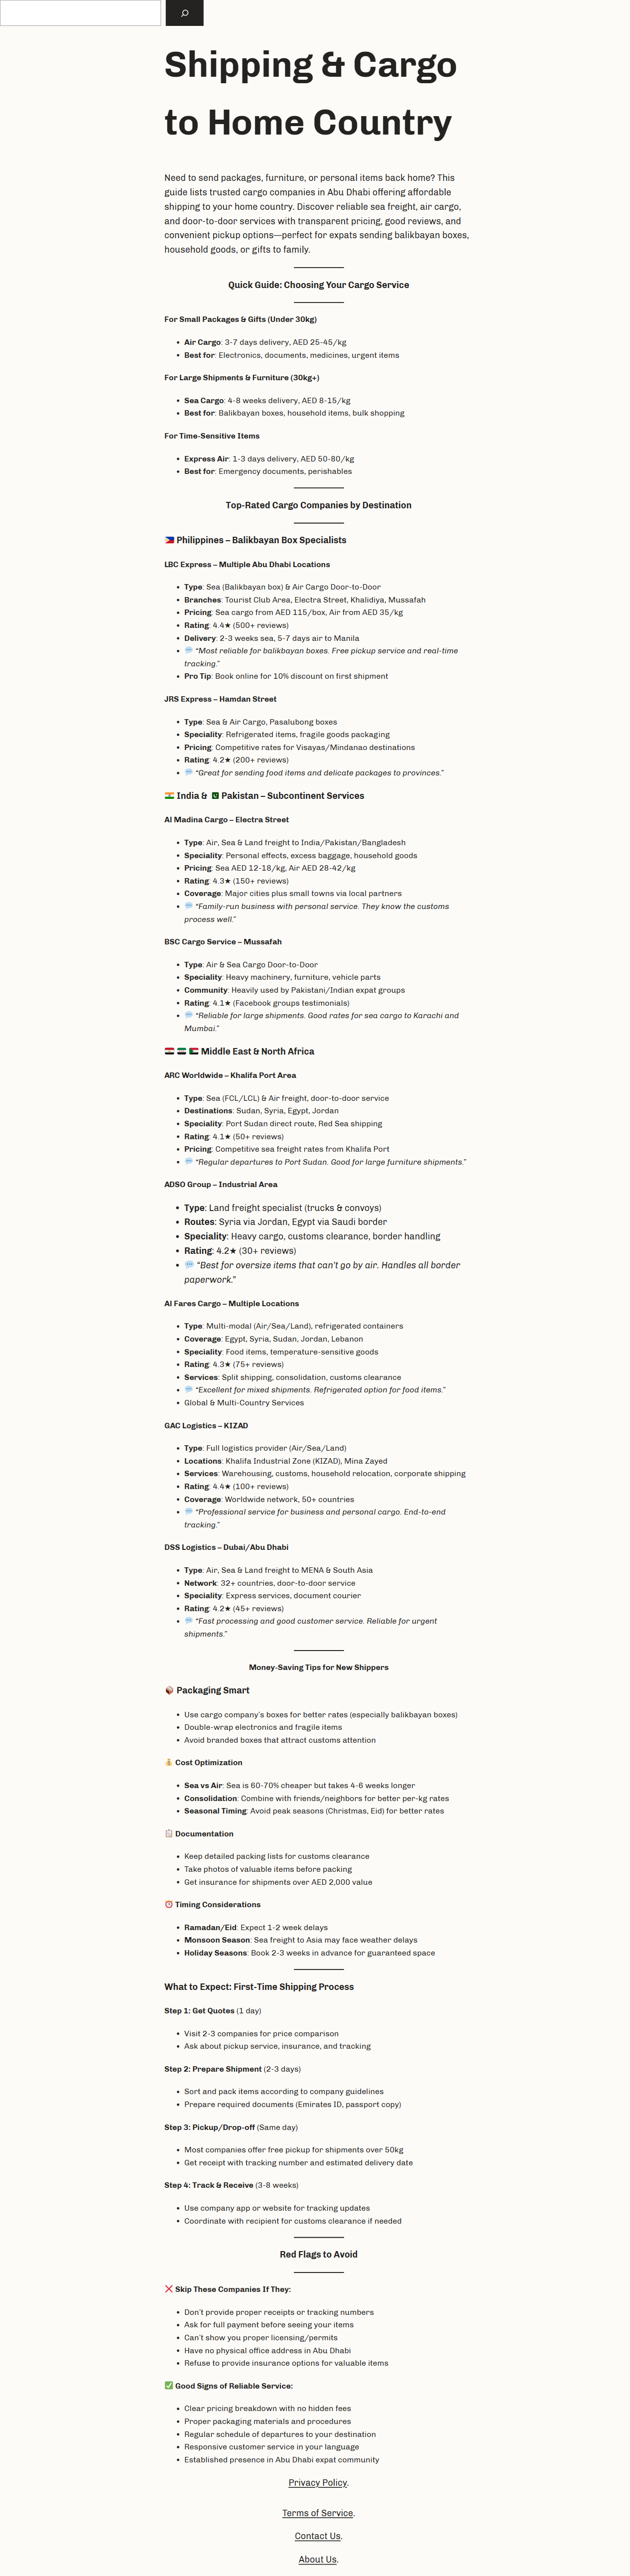 Shipping & Cargo
to Home Country
Need to send packages, furniture, or personal items back home? This
guide lists trusted cargo companies in Abu Dhabi offering affordable
shipping to your home country. Discover reliable sea freight, air cargo,
and door-to-door services with transparent pricing, good reviews, and
convenient pickup options—perfect for expats sending balikbayan boxes,
household goods, or gifts to family.
Quick Guide: Choosing Your Cargo Service
For Small Packages & Gifts (Under 30kg)
• Air Cargo: 3-7 days delivery, AED 25-45/kg
• Best for: Electronics, documents, medicines, urgent items
For Large Shipments & Furniture (30kg+)
• Sea Cargo: 4-8 weeks delivery, AED 8-15/kg
• Best for: Balikbayan boxes, household items, bulk shopping
For Time-Sensitive Items
• Express Air: 1-3 days delivery, AED 50-80/kg
• Best for: Emergency documents, perishables
Top-Rated Cargo Companies by Destination
🇵🇭 Philippines – Balikbayan Box Specialists
LBC Express – Multiple Abu Dhabi Locations
• Type: Sea (Balikbayan box) & Air Cargo Door-to-Door
• Branches: Tourist Club Area, Electra Street, Khalidiya, Mussafah
• Pricing: Sea cargo from AED 115/box, Air from AED 35/kg
• Rating: 4.4★ (500+ reviews)
• Delivery: 2-3 weeks sea, 5-7 days air to Manila
• 💬 “Most reliable for balikbayan boxes. Free pickup service and real-time
tracking.”
• Pro Tip: Book online for 10% discount on first shipment
JRS Express – Hamdan Street
• Type: Sea & Air Cargo, Pasalubong boxes
• Speciality: Refrigerated items, fragile goods packaging
• Pricing: Competitive rates for Visayas/Mindanao destinations
• Rating: 4.2★ (200+ reviews)
• 💬 “Great for sending food items and delicate packages to provinces.”
🇮🇳 India & 🇵🇰 Pakistan – Subcontinent Services
Al Madina Cargo – Electra Street
• Type: Air, Sea & Land freight to India/Pakistan/Bangladesh
• Speciality: Personal effects, excess baggage, household goods
• Pricing: Sea AED 12-18/kg, Air AED 28-42/kg
• Rating: 4.3★ (150+ reviews)
• Coverage: Major cities plus small towns via local partners
• 💬 “Family-run business with personal service. They know the customs
process well.”
BSC Cargo Service – Mussafah
• Type: Air & Sea Cargo Door-to-Door
• Speciality: Heavy machinery, furniture, vehicle parts
• Community: Heavily used by Pakistani/Indian expat groups
• Rating: 4.1★ (Facebook groups testimonials)
• 💬 “Reliable for large shipments. Good rates for sea cargo to Karachi and
Mumbai.”
🇪🇬 🇸🇾 🇸🇩 Middle East & North Africa
ARC Worldwide – Khalifa Port Area
• Type: Sea (FCL/LCL) & Air freight, door-to-door service
• Destinations: Sudan, Syria, Egypt, Jordan
• Speciality: Port Sudan direct route, Red Sea shipping
• Rating: 4.1★ (50+ reviews)
• Pricing: Competitive sea freight rates from Khalifa Port
• 💬 “Regular departures to Port Sudan. Good for large furniture shipments.”
ADSO Group – Industrial Area
• Type: Land freight specialist (trucks & convoys)
• Routes: Syria via Jordan, Egypt via Saudi border
• Speciality: Heavy cargo, customs clearance, border handling
• Rating: 4.2★ (30+ reviews)
• 💬 “Best for oversize items that can’t go by air. Handles all border
paperwork.”
Al Fares Cargo – Multiple Locations
• Type: Multi-modal (Air/Sea/Land), refrigerated containers
• Coverage: Egypt, Syria, Sudan, Jordan, Lebanon
• Speciality: Food items, temperature-sensitive goods
• Rating: 4.3★ (75+ reviews)
• Services: Split shipping, consolidation, customs clearance
• 💬 “Excellent for mixed shipments. Refrigerated option for food items.”
• Global & Multi-Country Services
GAC Logistics – KIZAD
• Type: Full logistics provider (Air/Sea/Land)
• Locations: Khalifa Industrial Zone (KIZAD), Mina Zayed
• Services: Warehousing, customs, household relocation, corporate shipping
• Rating: 4.4★ (100+ reviews)
• Coverage: Worldwide network, 50+ countries
• 💬 “Professional service for business and personal cargo. End-to-end
tracking.”
DSS Logistics – Dubai/Abu Dhabi
• Type: Air, Sea & Land freight to MENA & South Asia
• Network: 32+ countries, door-to-door service
• Speciality: Express services, document courier
• Rating: 4.2★ (45+ reviews)
• 💬 “Fast processing and good customer service. Reliable for urgent
shipments.”
Money-Saving Tips for New Shippers
📦 Packaging Smart
• Use cargo company’s boxes for better rates (especially balikbayan boxes)
• Double-wrap electronics and fragile items
• Avoid branded boxes that attract customs attention
💰 Cost Optimization
• Sea vs Air: Sea is 60-70% cheaper but takes 4-6 weeks longer
• Consolidation: Combine with friends/neighbors for better per-kg rates
• Seasonal Timing: Avoid peak seasons (Christmas, Eid) for better rates
📋 Documentation
• Keep detailed packing lists for customs clearance
• Take photos of valuable items before packing
• Get insurance for shipments over AED 2,000 value
⏰ Timing Considerations
• Ramadan/Eid: Expect 1-2 week delays
• Monsoon Season: Sea freight to Asia may face weather delays
• Holiday Seasons: Book 2-3 weeks in advance for guaranteed space
What to Expect: First-Time Shipping Process
Step 1: Get Quotes (1 day)
• Visit 2-3 companies for price comparison
• Ask about pickup service, insurance, and tracking
Step 2: Prepare Shipment (2-3 days)
• Sort and pack items according to company guidelines
• Prepare required documents (Emirates ID, passport copy)
Step 3: Pickup/Drop-off (Same day)
• Most companies offer free pickup for shipments over 50kg
• Get receipt with tracking number and estimated delivery date
Step 4: Track & Receive (3-8 weeks)
• Use company app or website for tracking updates
• Coordinate with recipient for customs clearance if needed
Red Flags to Avoid
❌ Skip These Companies If They:
• Don’t provide proper receipts or tracking numbers
• Ask for full payment before seeing your items
• Can’t show you proper licensing/permits
• Have no physical office address in Abu Dhabi
• Refuse to provide insurance options for valuable items
✅ Good Signs of Reliable Service:
• Clear pricing breakdown with no hidden fees
• Proper packaging materials and procedures
• Regular schedule of departures to your destination
• Responsive customer service in your language
• Established presence in Abu Dhabi expat community
Privacy Policy.
Terms of Service.
Contact Us.
About Us.